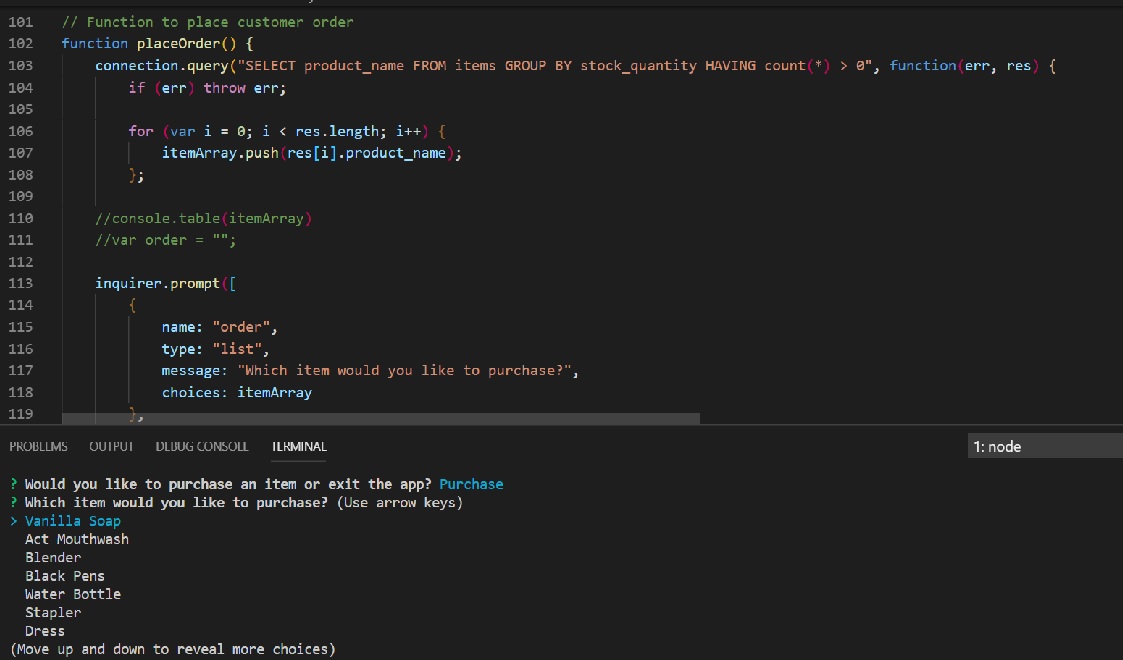 101 // Function to place customer order
102 function placeOrder() {
103 connection.query("SELECT product_name FROM items GROUP BY stock_quantity HAVING count(*) > 0", function(err, res) {
104 if (err) throw err;
105
106 for (var i = 0; i < res.length; i++) {
107 itemArray.push(res[i].product_name);
108 };
109
110 //console.table(itemArray)
111 //var order = "";
112
113 inquirer.prompt([
114 {
115 name: "order",
116 type: "list",
117 message: "Which item would you like to purchase?",
118 choices: itemArray
119 },
PROBLEMS OUTPUT DEBUG CONSOLE TERMINAL 1: node
? Would you like to purchase an item or exit the app? Purchase
? Which item would you like to purchase? (Use arrow keys)
> Vanilla Soap
Act Mouthwash
Blender
Black Pens
Water Bottle
Stapler
Dress
(Move up and down to reveal more choices)